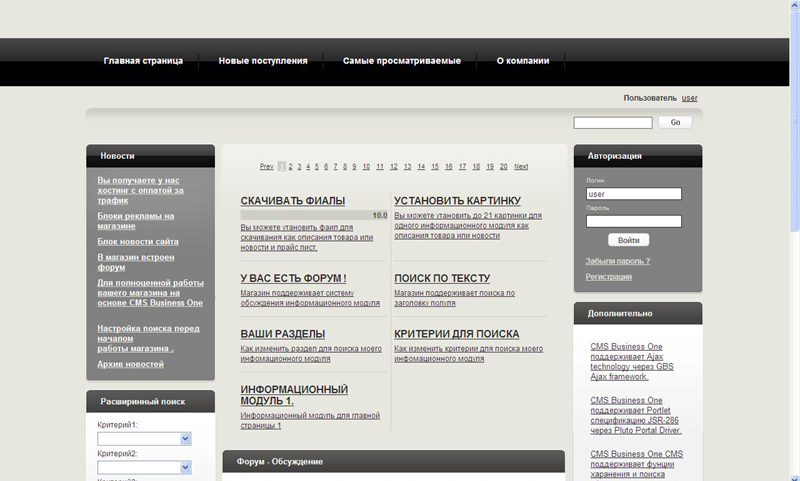 Главная страница
Новые поступления
Самые просматриваемые
О компании
Пользователь user
Go
Новости
Вы получаете у нас
хостинг с оплатой за
трафик
Блоки рекламы на
магазине
Блок новости сайта
В магазин встроен
форум
Для полноценной работы
вашего магазина на
основе CMS Business One
Настройка поиска перед
началом
работы магазина .
Архив новостей
Расширинный поиск
Критерий1:
Критерий2:
Prev 1 2 3 4 5 6 7 8 9 10 11 12 13 14 15 16 17 18 19 20 Next
СКАЧИВАТЬ ФИАЛЫ
10.0
Вы можете установить фаил для
скачивания как описания товара или
новости и прайс лист.
УСТАНОВИТЬ КАРТИНКУ
Вы можете установить до 21 картинки для
одного информационного модуля как
описания товара или новости
У ВАС ЕСТЬ ФОРУМ !
Магазин поддерживает систему
обсуждения информационого модуля
ПОИСК ПО ТЕКСТУ
Магазин поддерживает поиска по
заголовку полуля
ВАШИ РАЗДЕЛЫ
Как изменить раздел для поиска моего
инфомационного модуля
КРИТЕРИИ ДЛЯ ПОИСКА
Как изменить критерии для поиска моего
инфомационного модуля
ИНФОРМАЦИОННЫЙ
МОДУЛЬ 1.
Информационный модуль для главной
страницы 1
Форум - Обсуждение
Авторизация
Логин
user
Пароль
Войти
Забыли пароль ?
Регистрация
Дополнительно
CMS Business One
поддерживает Ajax
technology через GBS
Ajax framework.
CMS Business One
поддерживает Portlet
спецификацию JSR-286
через Pluto Portal Driver.
CMS Business One CMS
поддерживает фунции
харанения и поиска